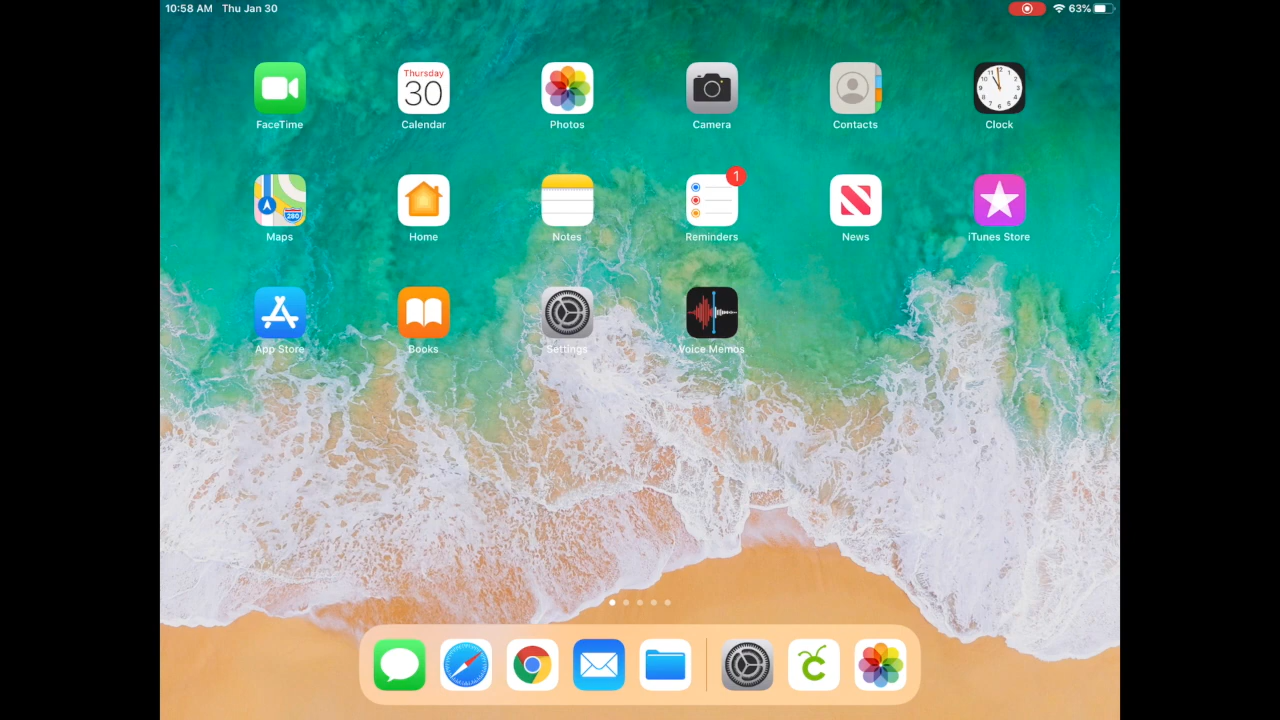 10:58 AM Thu Jan 30 63%
Thursday
30
FaceTime Calendar Photos Camera Contacts Clock
280
1
Maps Home Notes Reminders News iTunes Store
App Store Books Settings Voice Memos